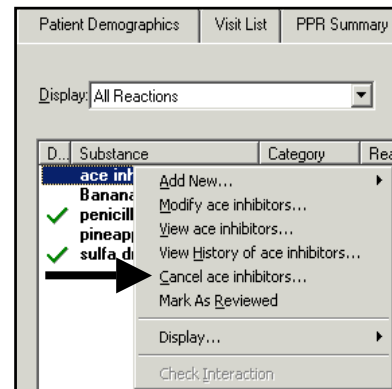 Patient Demographics Visit List PPR Summary
Display: All Reactions
D... Substance Category Rea
ace inh
Add New...
Banana
Modify ace inhibitors...
penicill
View ace inhibitors...
pineapp
View History of ace inhibitors...
sulfa d
Cancel ace inhibitors...
Mark As Reviewed
Display...
Check Interaction